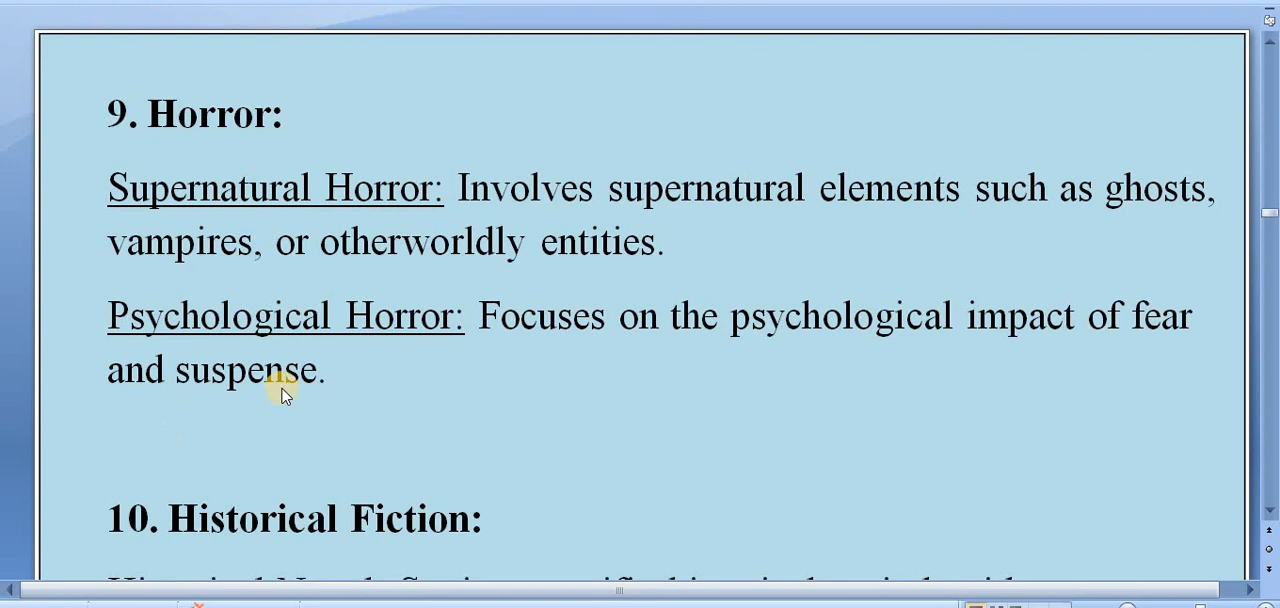 9. Horror:
Supernatural Horror: Involves supernatural elements such as ghosts,
vampires, or otherworldly entities.
Psychological Horror: Focuses on the psychological impact of fear
and suspense.
10. Historical Fiction: